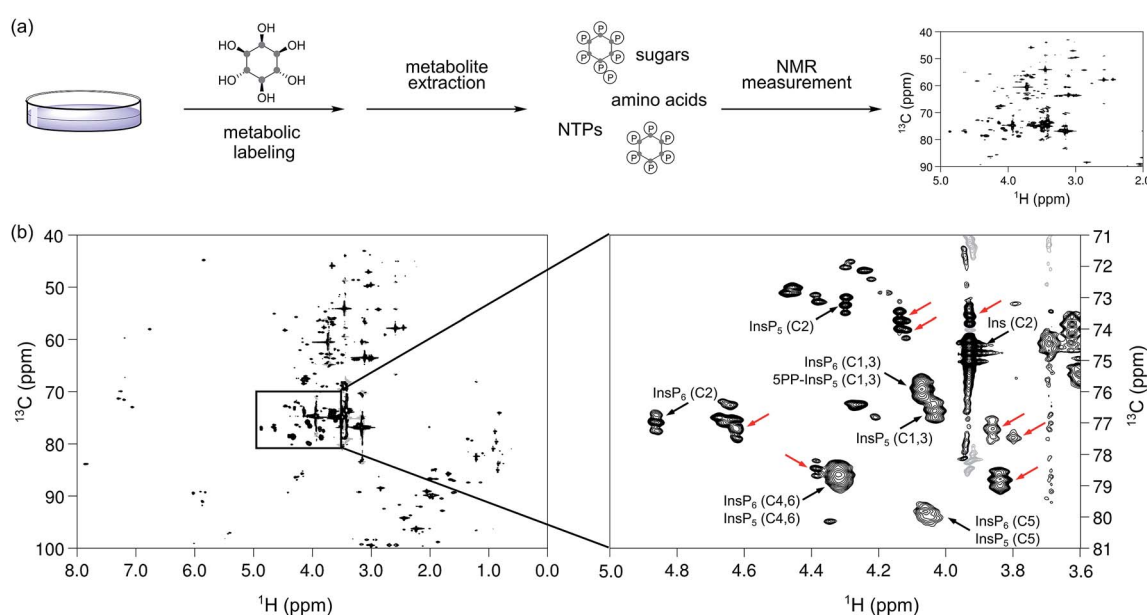 (a)
OH
HO OH
HO OH
OH
metabolic
labeling
metabolite
extraction
P
P P
P P
P
P
sugars
amino acids
NTPs
P
P P
P P
P
NMR
measurement
40
50
60
70
80
90
13C (ppm)
5.0 4.0 3.0 2.0
1H (ppm)
(b)
40
50
60
70
80
90
100
13C (ppm)
8.0 7.0 6.0 5.0 4.0 3.0 2.0 1.0 0.0
1H (ppm)
InsP5 (C2)
Ins (C2)
InsP6 (C1,3)
5PP-InsP5 (C1,3)
InsP6 (C2)
InsP5 (C1,3)
InsP6 (C4,6)
InsP5 (C4,6)
InsP6 (C5)
InsP5 (C5)
71
72
73
74
75
76
77
78
79
80
81
13C (ppm)
5.0 4.8 4.6 4.4 4.2 4.0 3.8 3.6
1H (ppm)